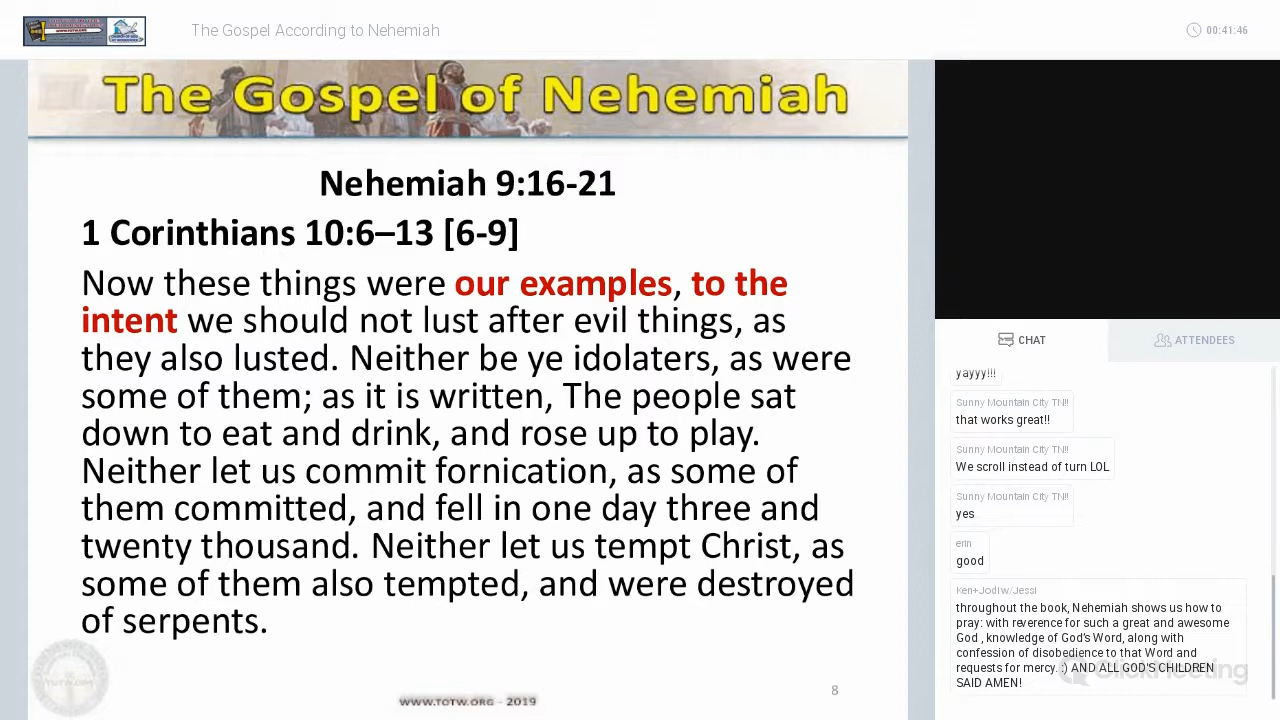 WWW.TOTW.ORG
The Gospel According to Nehemiah
00:41:46
The Gospel of Nehemiah
Nehemiah 9:16-21
1 Corinthians 10:6–13 [6-9]
Now these things were our examples, to the
intent we should not lust after evil things, as
they also lusted. Neither be ye idolaters, as were
some of them; as it is written, The people sat
down to eat and drink, and rose up to play.
Neither let us commit fornication, as some of
them committed, and fell in one day three and
twenty thousand. Neither let us tempt Christ, as
some of them also tempted, and were destroyed
of serpents.
WWW.TOTW.ORG - 2019
8
CHAT
ATTENDEES
yayyy!!!
Sunny Mountain City TN!!
that works great!!
Sunny Mountain City TN!!
We scroll instead of turn LOL
Sunny Mountain City TN!!
yes
erin
good
Ken+Jodi w/Jessi
throughout the book, Nehemiah shows us how to
pray: with reverence for such a great and awesome
God , knowledge of God's Word, along with
confession of disobedience to that Word and
requests for mercy. :) AND ALL GOD'S CHILDREN
SAID AMEN!
ClickMeeting